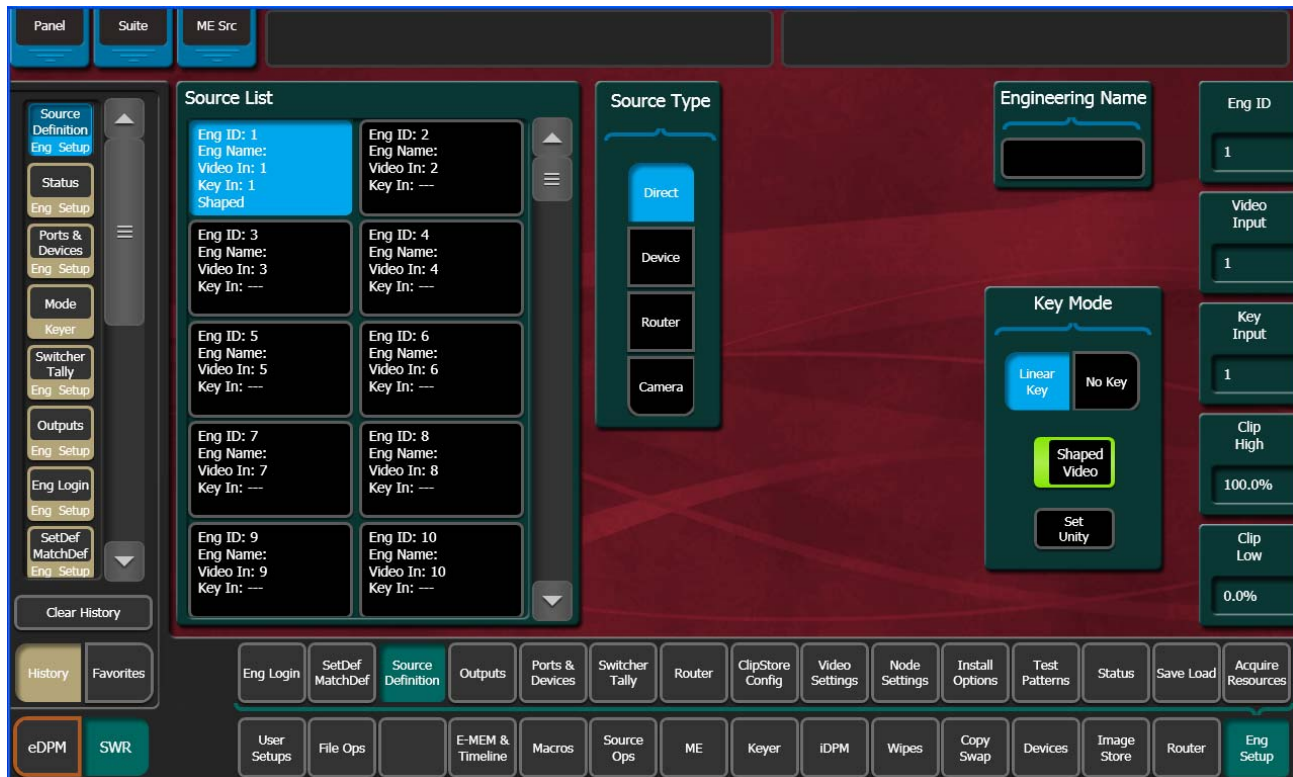 Panel
Suite
ME Src
Source
Definition
Eng Setup
Status
Eng Setup
Ports &
Devices
Eng Setup
Mode
Keyer
Switcher
Tally
Eng Setup
Outputs
Eng Setup
Eng Login
Eng Setup
SetDef
MatchDef
Eng Setup
Clear History
History
Favorites
Source List
Eng ID: 1
Eng Name:
Video In: 1
Key In: 1
Shaped
Eng ID: 2
Eng Name:
Video In: 2
Key In: ---
Eng ID: 3
Eng Name:
Video In: 3
Key In: ---
Eng ID: 4
Eng Name:
Video In: 4
Key In: ---
Eng ID: 5
Eng Name:
Video In: 5
Key In: ---
Eng ID: 6
Eng Name:
Video In: 6
Key In: ---
Eng ID: 7
Eng Name:
Video In: 7
Key In: ---
Eng ID: 8
Eng Name:
Video In: 8
Key In: ---
Eng ID: 9
Eng Name:
Video In: 9
Key In: ---
Eng ID: 10
Eng Name:
Video In: 10
Key In: ---
Source Type
Direct
Device
Router
Camera
Engineering Name
Key Mode
Linear
Key
No Key
Shaped
Video
Set
Unity
Eng ID
1
Video
Input
1
Key
Input
1
Clip
High
100.0%
Clip
Low
0.0%
Eng Login
SetDef
MatchDef
Source
Definition
Outputs
Ports &
Devices
Switcher
Tally
Router
ClipStore
Config
Video
Settings
Node
Settings
Install
Options
Test
Patterns
Status
Save Load
Acquire
Resources
eDPM
SWR
User
Setups
File Ops
E-MEM &
Timeline
Macros
Source
Ops
ME
Keyer
iDPM
Wipes
Copy
Swap
Devices
Image
Store
Router
Eng
Setup